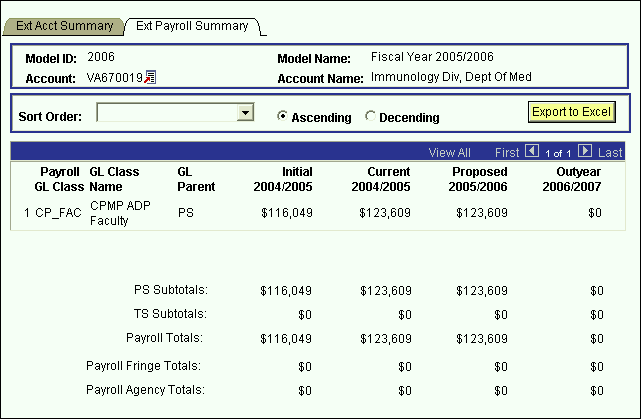 Ext Acct Summary Ext Payroll Summary
Model ID: 2006 Model Name: Fiscal Year 2005/2006
Account: VA670019 Account Name: Immunology Div, Dept Of Med
Sort Order: Ascending Decending Export to Excel
View All First 1 of 1 Last
Payroll GL Class GL Initial Current Proposed Outyear
GL Class Name Parent 2004/2005 2004/2005 2005/2006 2006/2007
1 CP_FAC CPMP ADP PS $116,049 $123,609 $123,609 $0
Faculty
PS Subtotals: $116,049 $123,609 $123,609 $0
TS Subtotals: $0 $0 $0 $0
Payroll Totals: $116,049 $123,609 $123,609 $0
Payroll Fringe Totals: $0 $0 $0 $0
Payroll Agency Totals: $0 $0 $0 $0